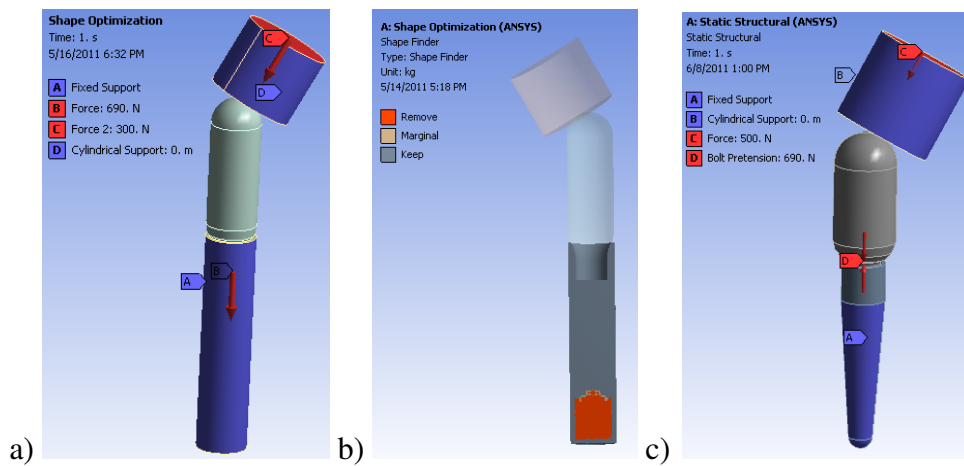 Shape Optimization
Time: 1. s
5/16/2011 6:32 PM
A Fixed Support
B Force: 690. N
C Force 2: 300. N
D Cylindrical Support: 0. m
C
D
B
A
a)
A: Shape Optimization (ANSYS)
Shape Finder
Type: Shape Finder
Unit: kg
5/14/2011 5:18 PM
Remove
Marginal
Keep
b)
A: Static Structural (ANSYS)
Static Structural
Time: 1. s
6/8/2011 1:00 PM
A Fixed Support
B Cylindrical Support: 0. m
C Force: 500. N
D Bolt Pretension: 690. N
C
B
D
A
c)